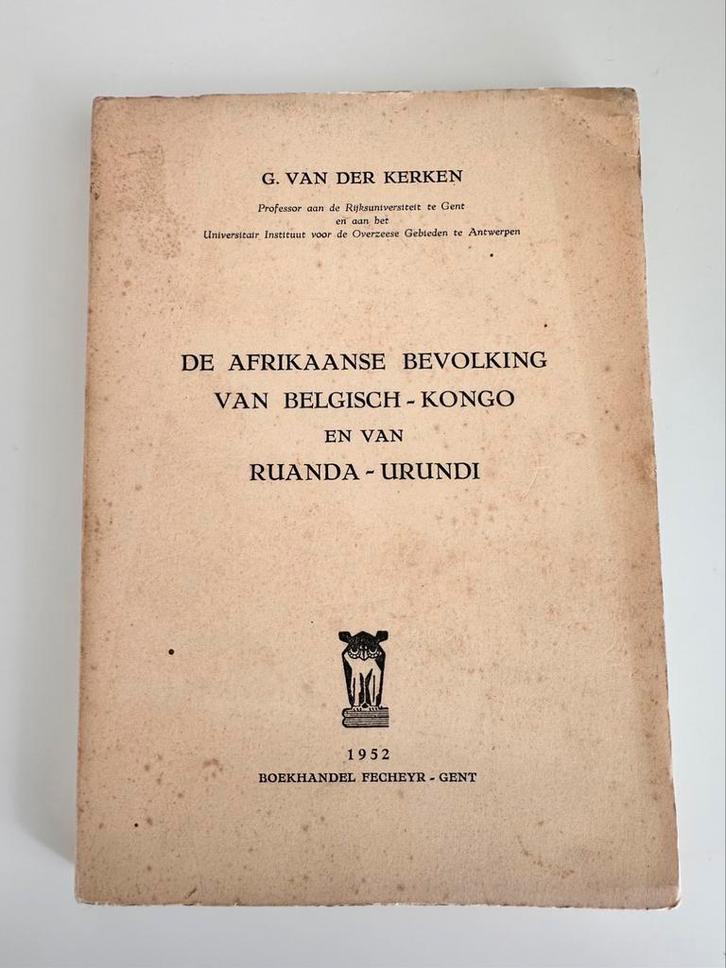 G. VAN DER KERKEN
Professor aan de Rijksuniversiteit te Gent
en aan het
Universitair Instituut voor de Overzeese Gebieden te Antwerpen
DE AFRIKAANSE BEVOLKING
VAN BELGISCH - KONGO
EN VAN
RUANDA - URUNDI
1952
BOEKHANDEL FECHEYR - GENT